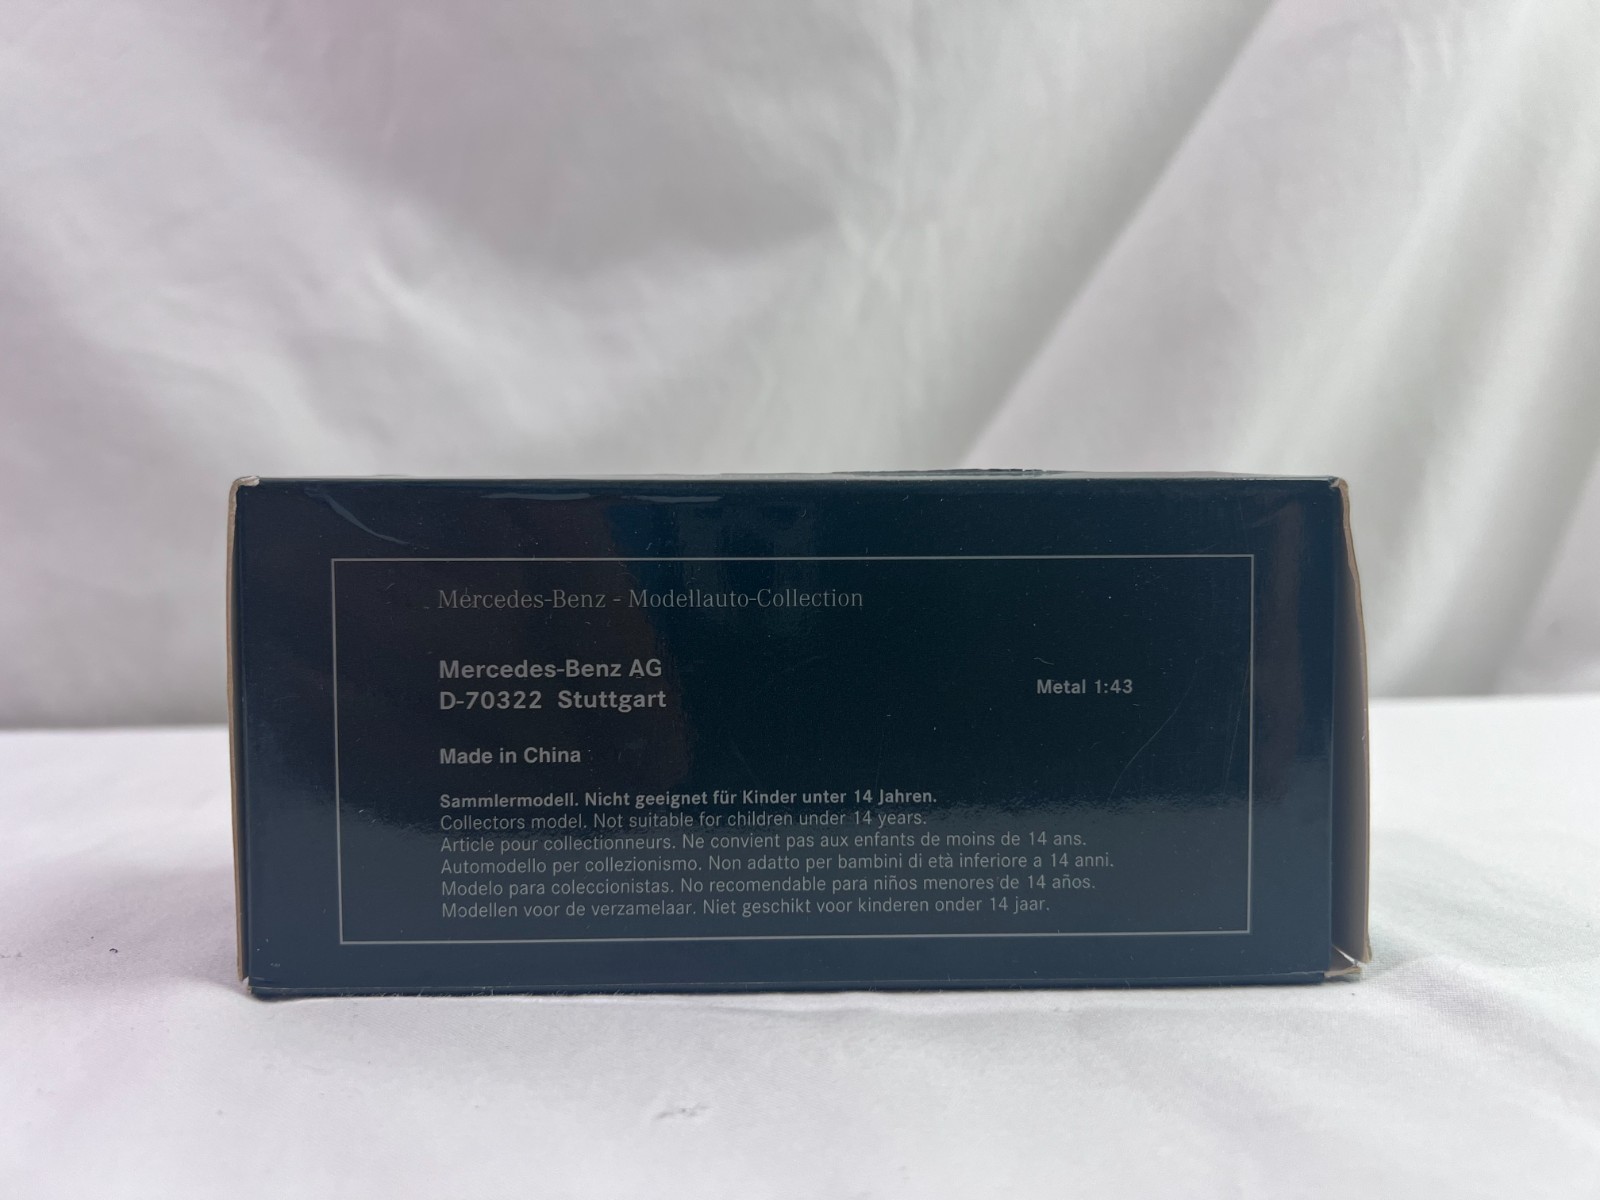 Mercedes-Benz - Modellauto-Collection
Mercedes-Benz AG
D-70322 Stuttgart
Metal 1:43
Made in China
Sammlermodell. Nicht geeignet für Kinder unter 14 Jahren.
Collectors model. Not suitable for children under 14 years.
Article pour collectionneurs. Ne convient pas aux enfants de moins de 14 ans.
Automodello per collezionismo. Non adatto per bambini di età inferiore a 14 anni.
Modelo para coleccionistas. No recomendable para niños menores de 14 años.
Modellen voor de verzamelaar. Niet geschikt voor kinderen onder 14 jaar.